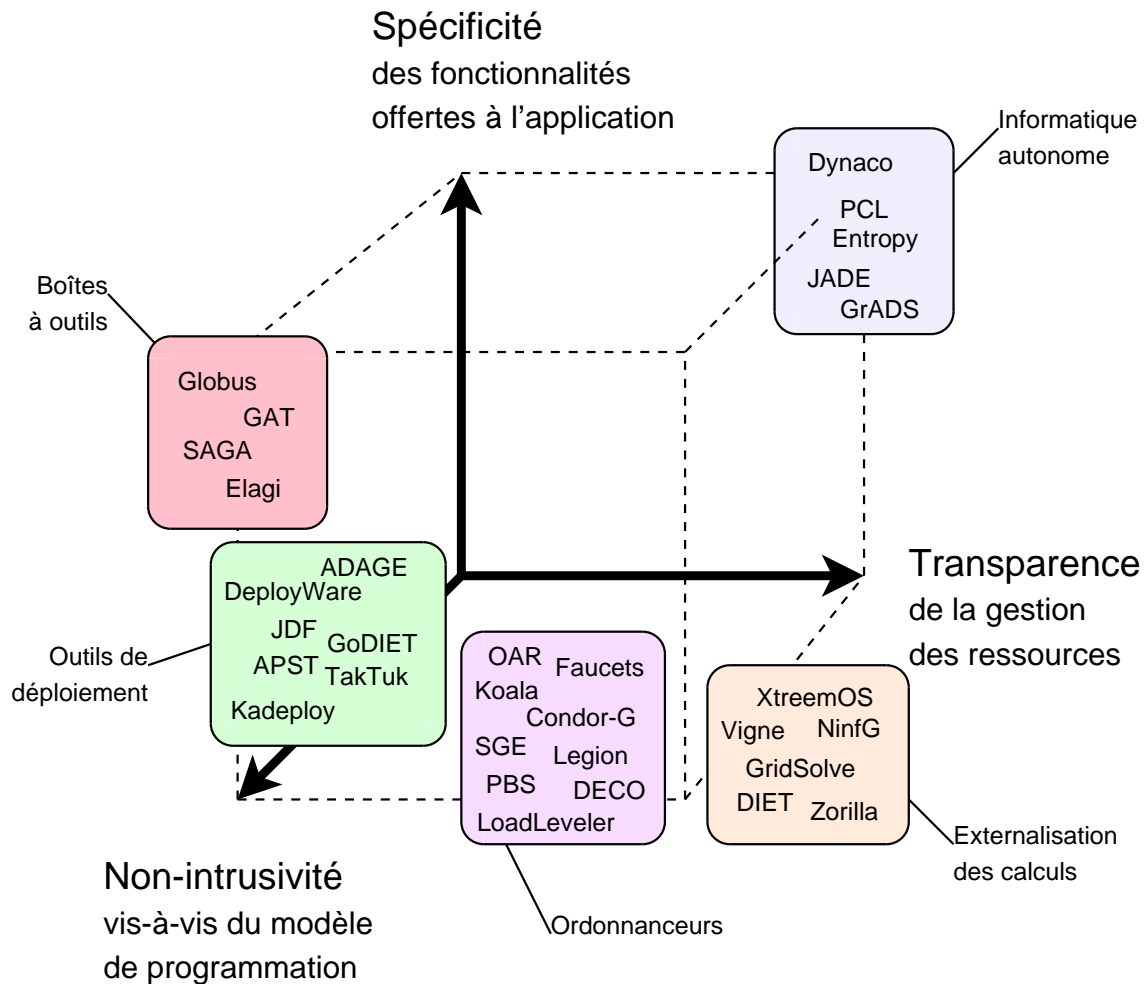 Spécificité
des fonctionnalités
offertes à l'application
Informatique
autonome
Dynaco
PCL
Entropy
JADE
GrADS
Boîtes
à outils
Globus
GAT
SAGA
Elagi
Transparence
de la gestion
des ressources
ADAGE
DeployWare
JDF
GoDIET
APST
TakTuk
Kadeploy
Outils de
déploiement
OAR
Faucets
Koala
Condor-G
SGE
Legion
PBS
DECO
LoadLeveler
XtreemOS
Vigne
NinfG
GridSolve
DIET
Zorilla
Externalisation
des calculs
Non-intrusivité
vis-à-vis du modèle
de programmation
Ordonnanceurs